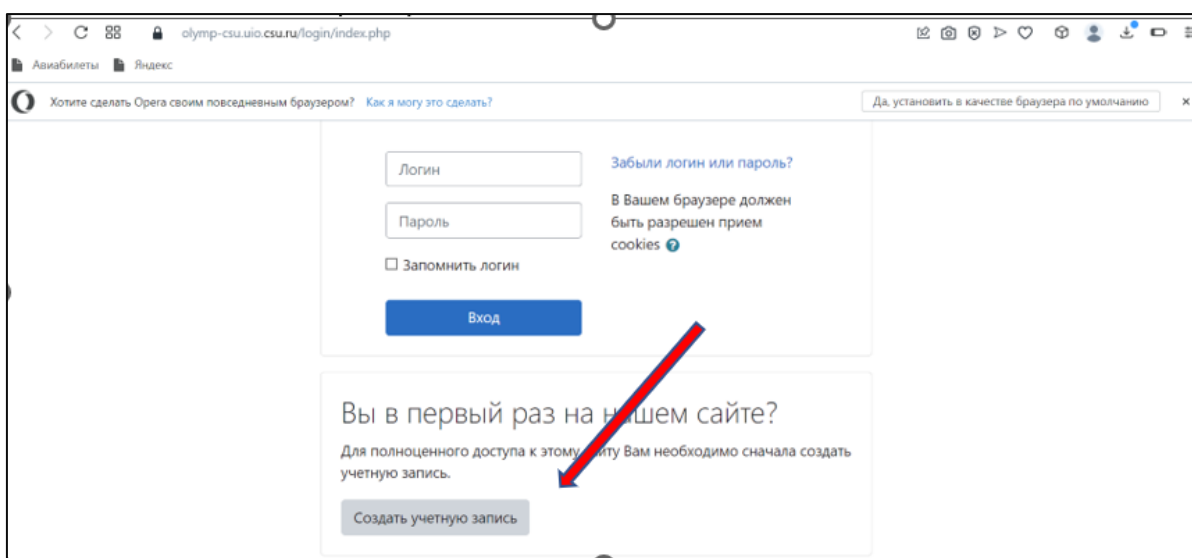 olymp-csu.uio.csu.ru/login/index.php
Авиабилеты Яндекс
Хотите сделать Opera своим повседневным браузером? Как я могу это сделать? Да, установить в качестве браузера по умолчанию
Логин
Забыли логин или пароль?
Пароль
В Вашем браузере должен
быть разрешен прием
cookies
Запомнить логин
Вход
Вы в первый раз на нашем сайте?
Для полноценного доступа к этому сайту Вам необходимо сначала создать
учетную запись.
Создать учетную запись